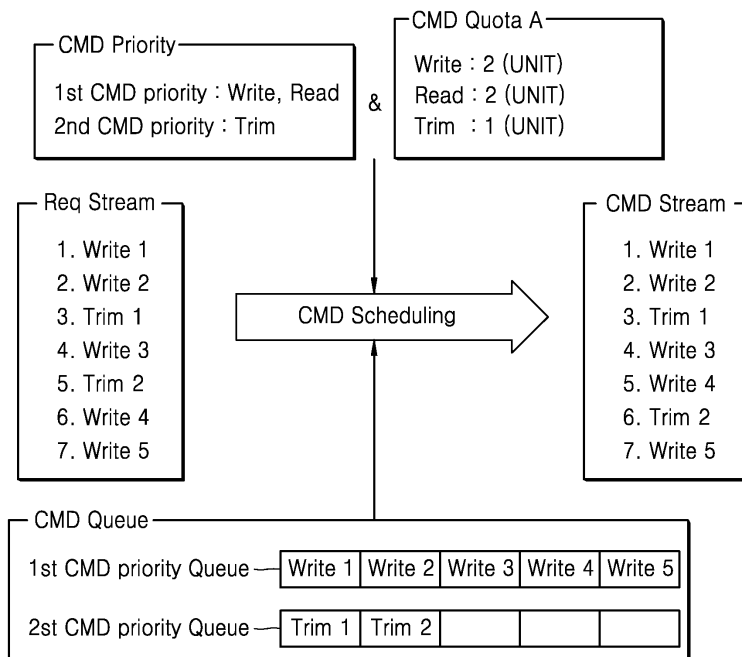 CMD Priority
1st CMD priority : Write, Read
2nd CMD priority : Trim
&
CMD Quota A
Write : 2 (UNIT)
Read : 2 (UNIT)
Trim : 1 (UNIT)
Req Stream
1. Write 1
2. Write 2
3. Trim 1
4. Write 3
5. Trim 2
6. Write 4
7. Write 5
CMD Scheduling
CMD Stream
1. Write 1
2. Write 2
3. Trim 1
4. Write 3
5. Write 4
6. Trim 2
7. Write 5
CMD Queue
1st CMD priority Queue Write 1 Write 2 Write 3 Write 4 Write 5
2st CMD priority Queue Trim 1 Trim 2